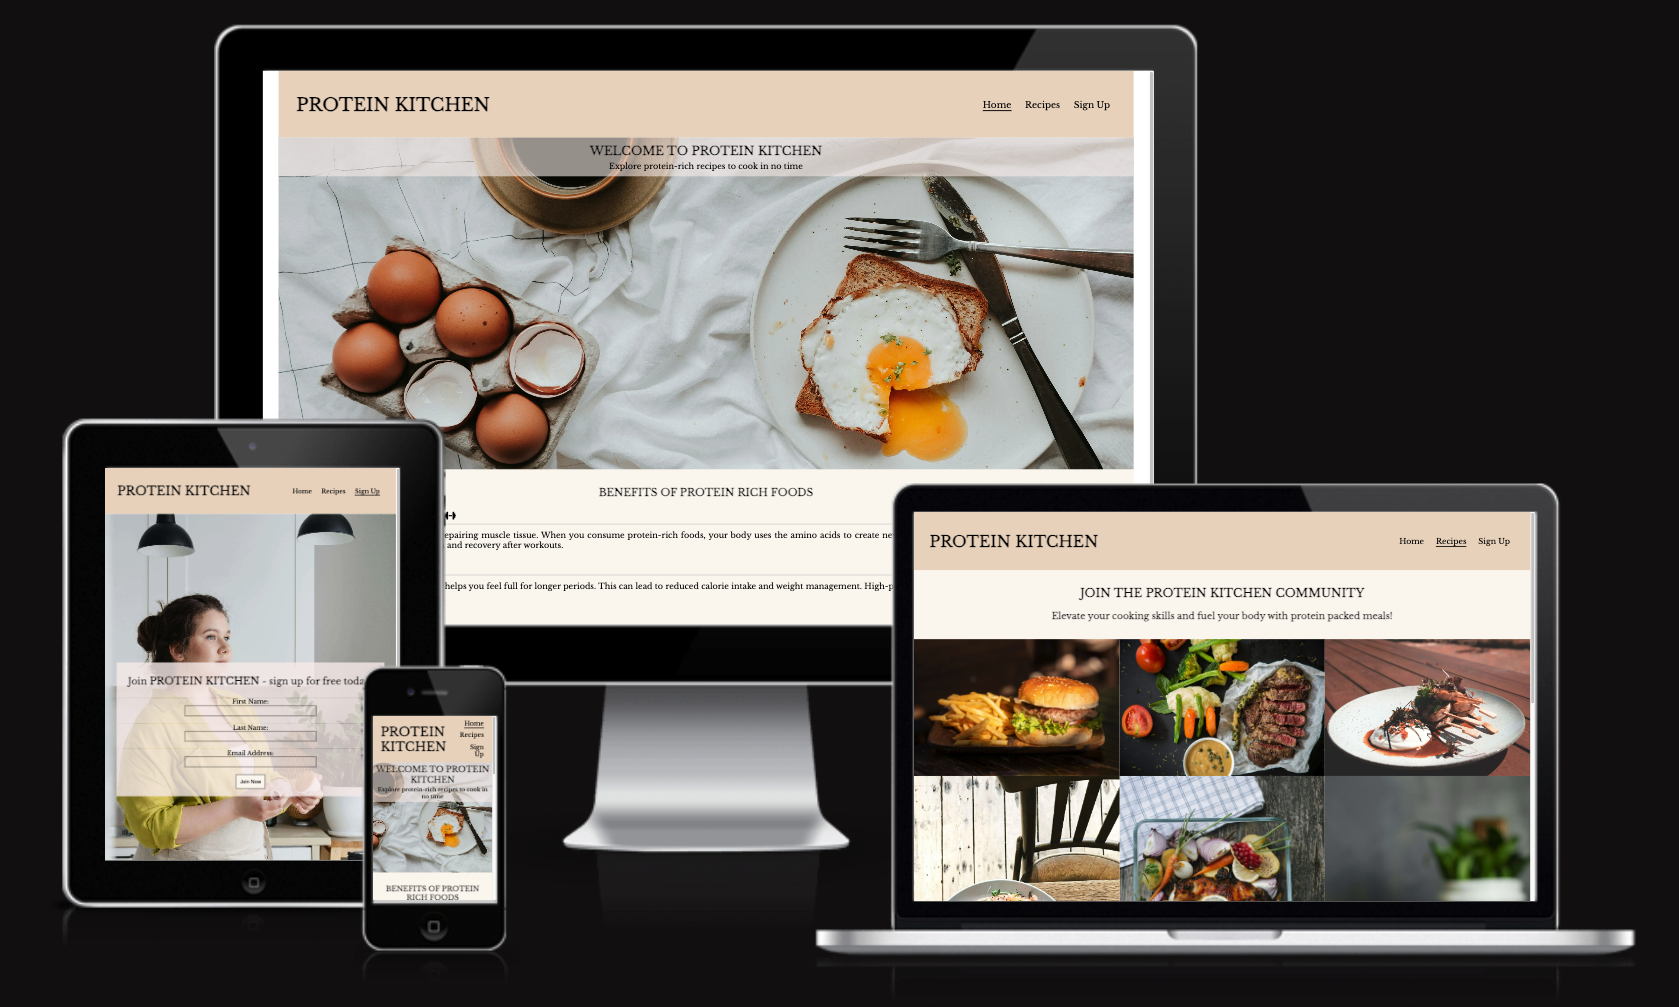 PROTEIN KITCHEN
Home Recipes Sign Up
WELCOME TO PROTEIN KITCHEN
Explore protein-rich recipes to cook in no time
BENEFITS OF PROTEIN RICH FOODS
repairing muscle tissue. When you consume protein-rich foods, your body uses the amino acids to create
and recovery after workouts.
helps you feel full for longer periods. This can lead to reduced calorie intake and weight management.
PROTEIN KITCHEN
Home Recipes Sign Up
Join PROTEIN KITCHEN - sign up for free
First Name:
Last Name:
Email Address:
Join Now
PROTEIN
KITCHEN
Home
Recipes
Sign
Up
WELCOME TO PROTEIN
KITCHEN
Explore protein-rich recipes to cook in
no time
BENEFITS OF PROTEIN
RICH FOODS
PROTEIN KITCHEN
Home Recipes Sign Up
JOIN THE PROTEIN KITCHEN COMMUNITY
Elevate your cooking skills and fuel your body with protein packed meals!